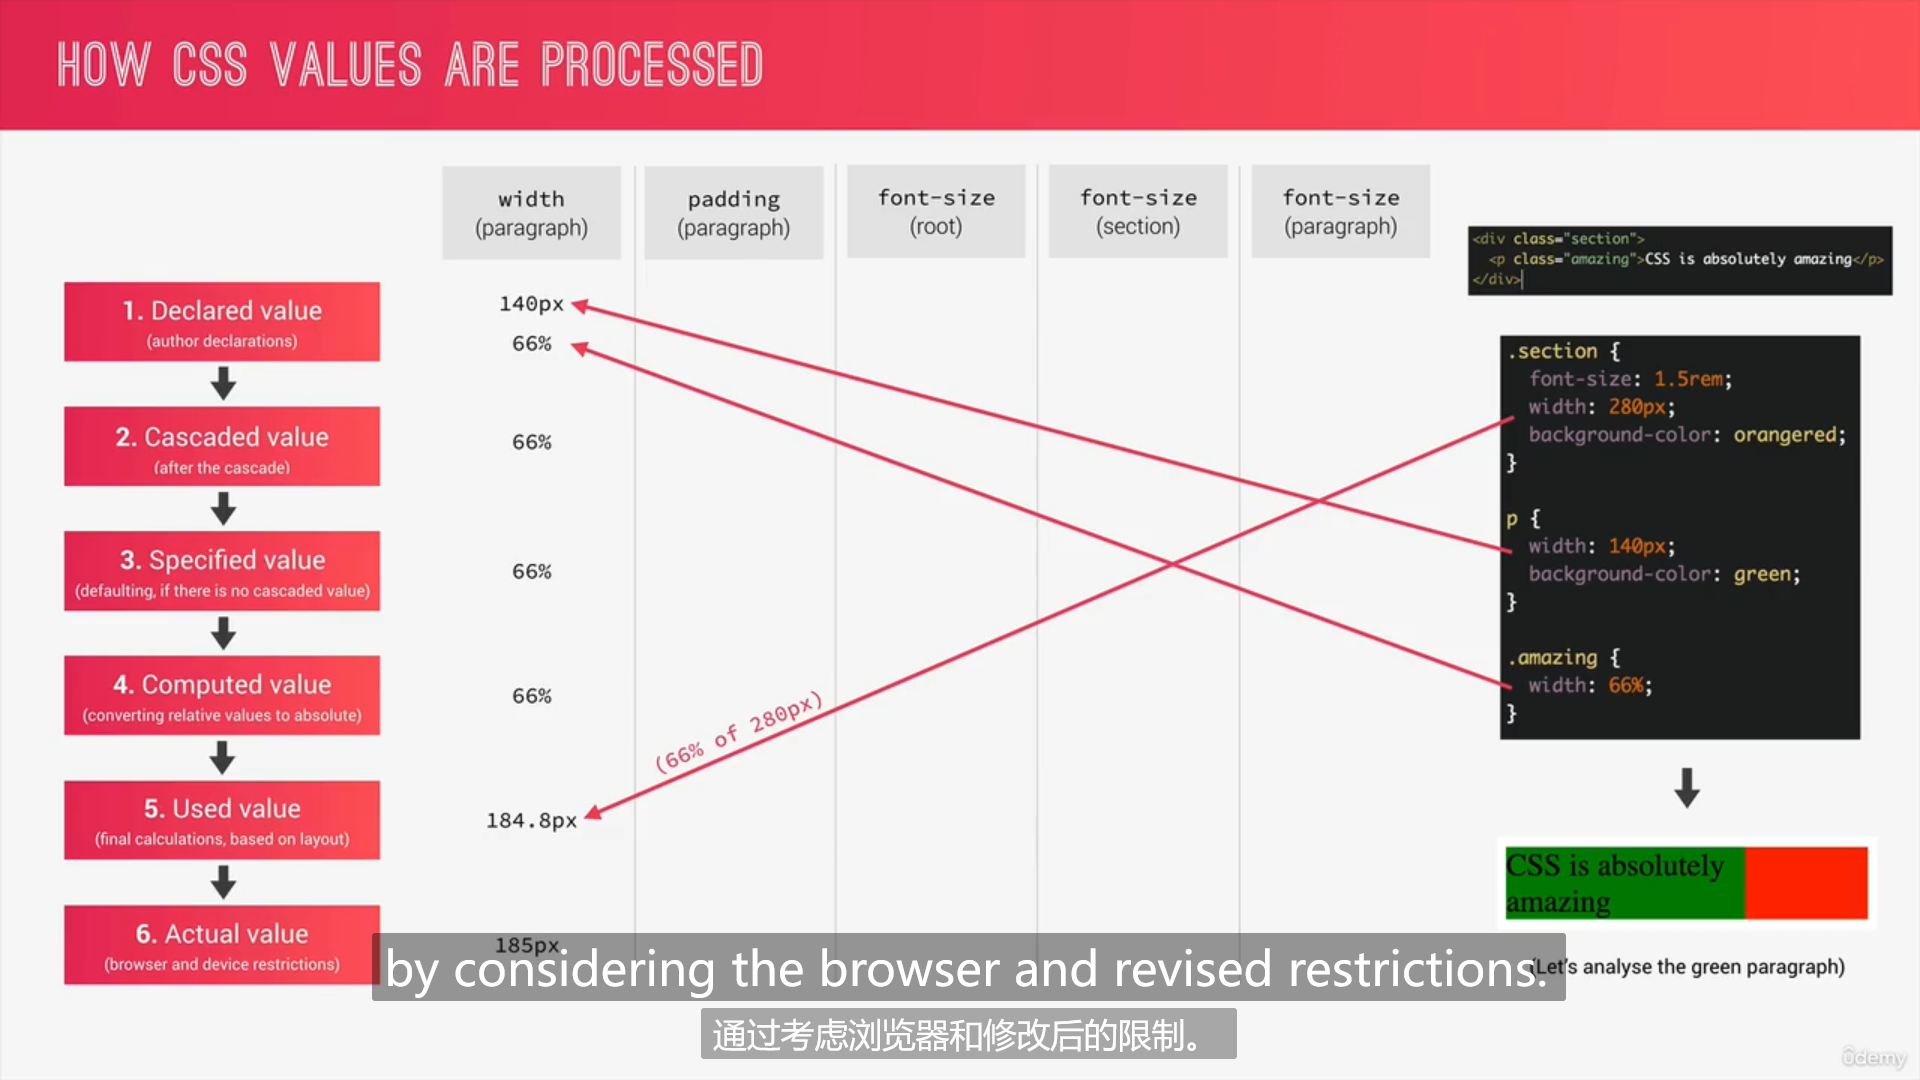 HOW CSS VALUES ARE PROCESSED
width
(paragraph)
padding
(paragraph)
font-size
(root)
font-size
(section)
font-size
(paragraph)
1. Declared value
(author declarations)
140px
66%
2. Cascaded value
(after the cascade)
66%
3. Specified value
(defaulting, if there is no cascaded value)
66%
4. Computed value
(converting relative values to absolute)
66%
(66% of 280px)
5. Used value
(final calculations, based on layout)
184.8px
6. Actual value
(browser and device restrictions)
185px
<div class="section">
<p class="amazing">CSS is absolutely amazing</p>
</div>
.section {
font-size: 1.5rem;
width: 280px;
background-color: orangered;
}
p {
width: 140px;
background-color: green;
}
.amazing {
width: 66%;
}
CSS is absolutely
amazing
(Let's analyse the green paragraph)
by considering the browser and revised restrictions.
通过考虑浏览器和修改后的限制。
ûdemy